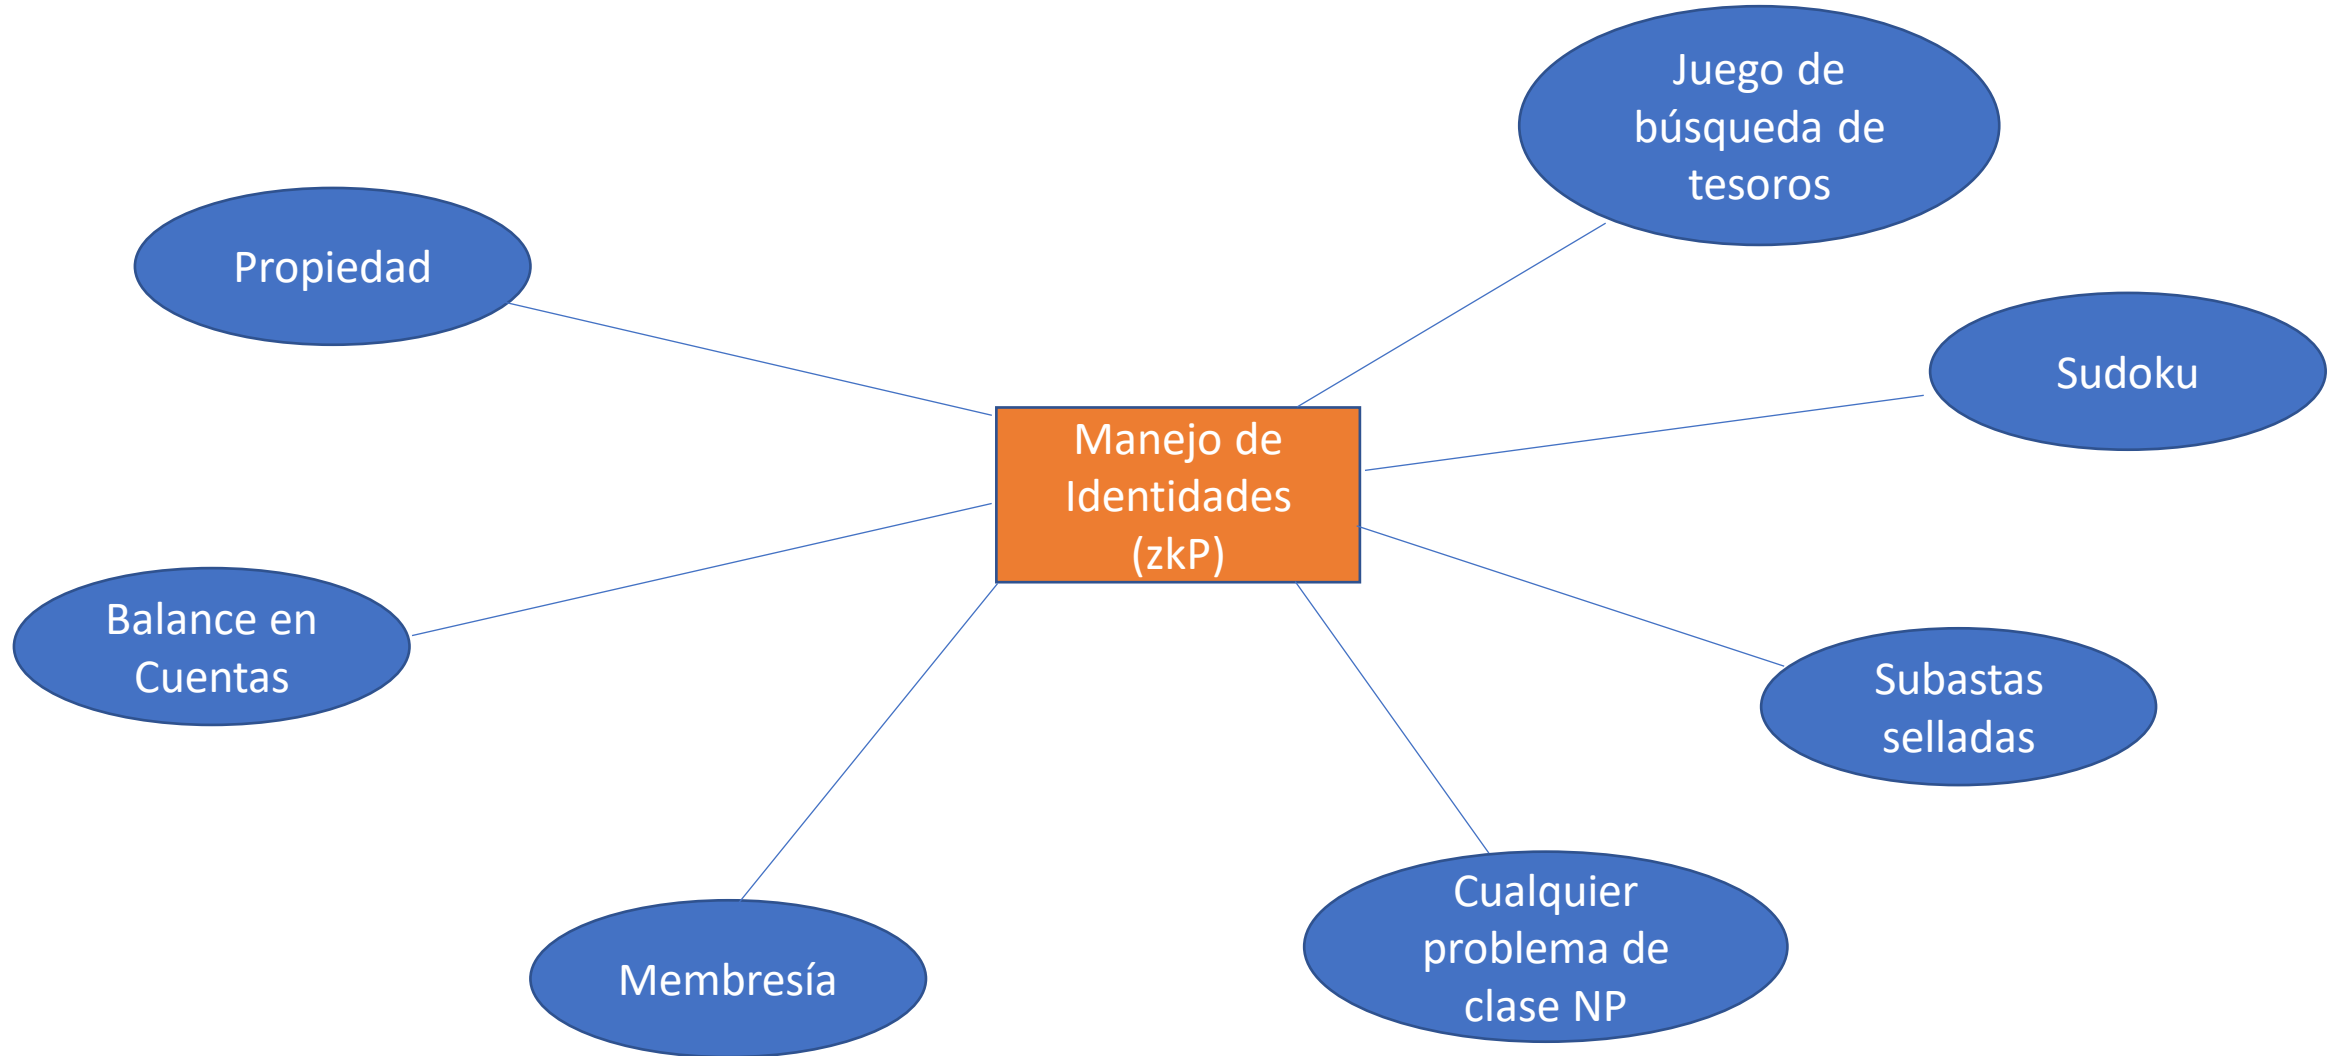 Juego de
búsqueda de
tesoros
Propiedad
Sudoku
Manejo de
Identidades
(zkP)
Balance en
Cuentas
Subastas
selladas
Cualquier
problema de
clase NP
Membresía